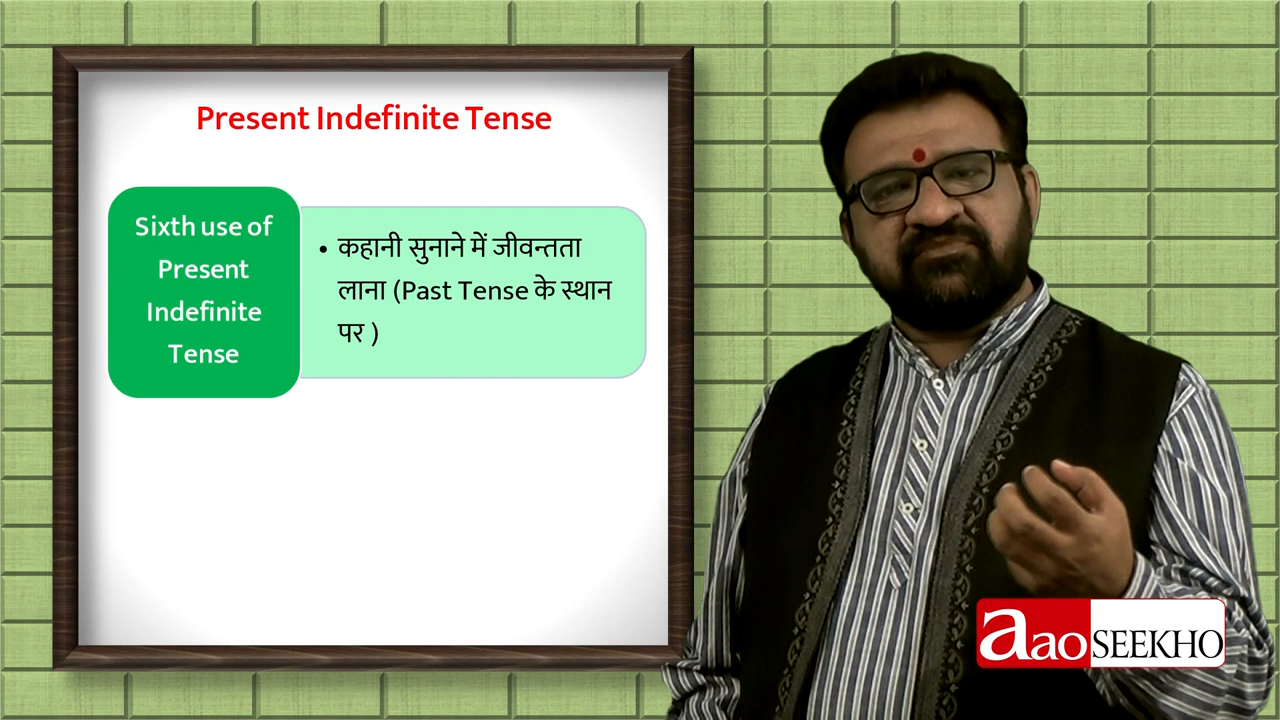 Present Indefinite Tense
Sixth use of
Present
Indefinite
Tense
• कहानी सुनाने में जीवन्तता
लाना (Past Tense के स्थान
पर )
aao SEEKHO